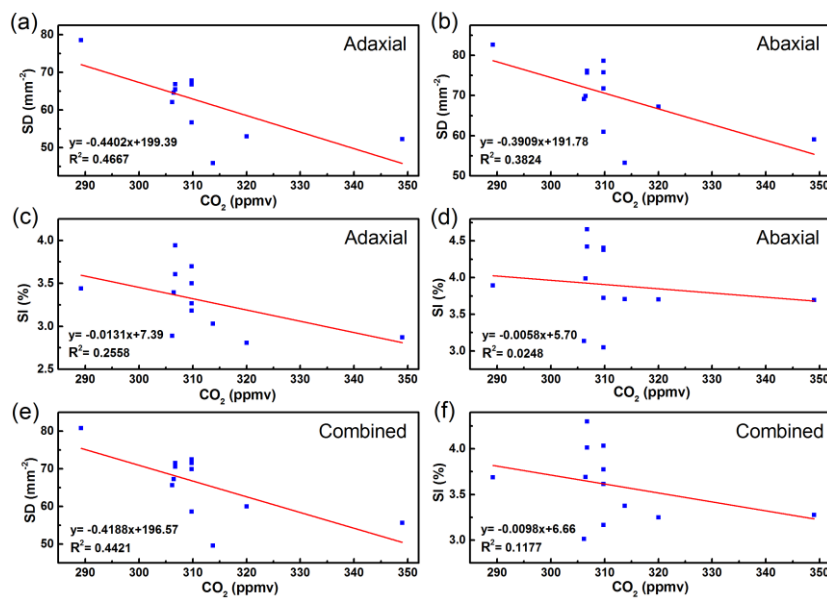 (a) Adaxial
80
70
60
50
SD (mm⁻²)
y= -0.4402x+199.39
R²= 0.4667
290 300 310 320 330 340 350
CO₂ (ppmv)
(b) Abaxial
80
70
60
50
SD (mm⁻²)
y= -0.3909x+191.78
R²= 0.3824
290 300 310 320 330 340 350
CO₂ (ppmv)
(c) Adaxial
4.0
3.5
3.0
2.5
SI (%)
y= -0.0131x+7.39
R²= 0.2558
290 300 310 320 330 340 350
CO₂ (ppmv)
(d) Abaxial
4.5
4.0
3.5
3.0
SI (%)
y= -0.0058x+5.70
R²= 0.0248
290 300 310 320 330 340 350
CO₂ (ppmv)
(e) Combined
80
70
60
50
SD (mm⁻²)
y= -0.4188x+196.57
R²= 0.4421
290 300 310 320 330 340 350
CO₂ (ppmv)
(f) Combined
4.0
3.5
3.0
SI (%)
y= -0.0098x+6.66
R²= 0.1177
290 300 310 320 330 340 350
CO₂ (ppmv)